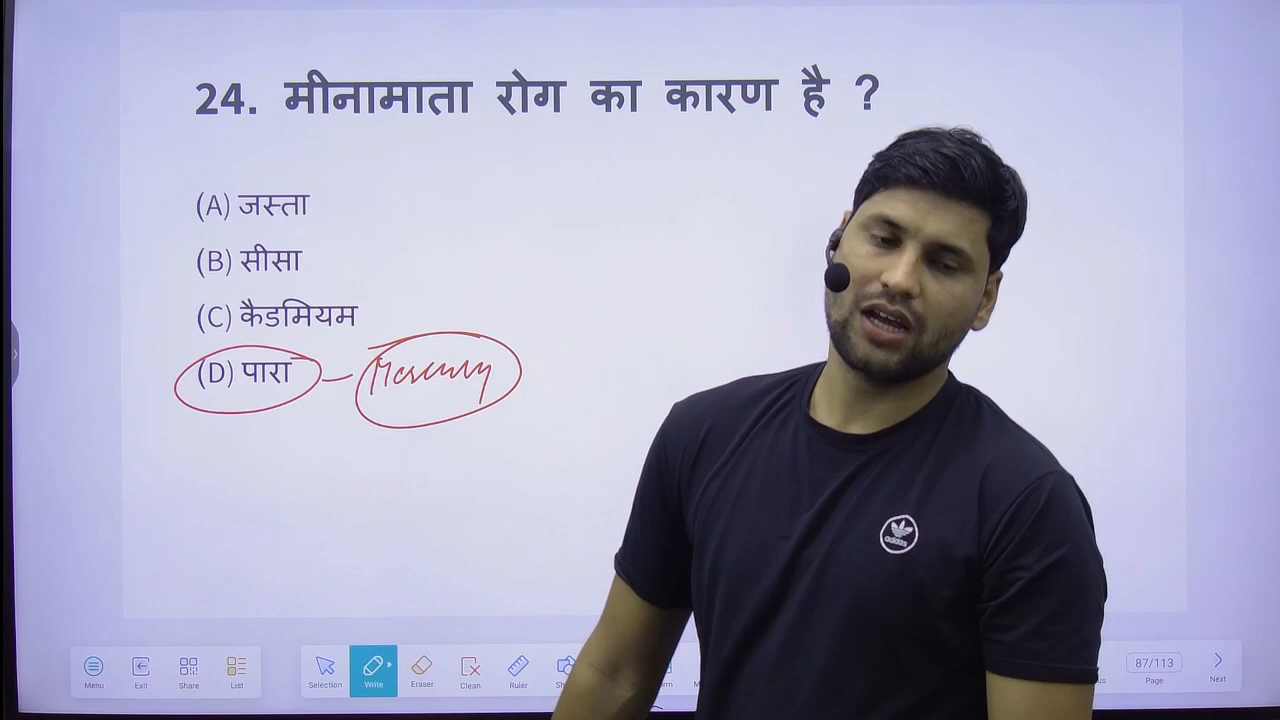 24. मीनामाता रोग का कारण है ?
(A) जस्ता
(B) सीसा
(C) कैडमियम
(D) पारा – Mercury
adidas
Menu Exit Share List Selection Write Eraser Clean Ruler 87/113 Page Next